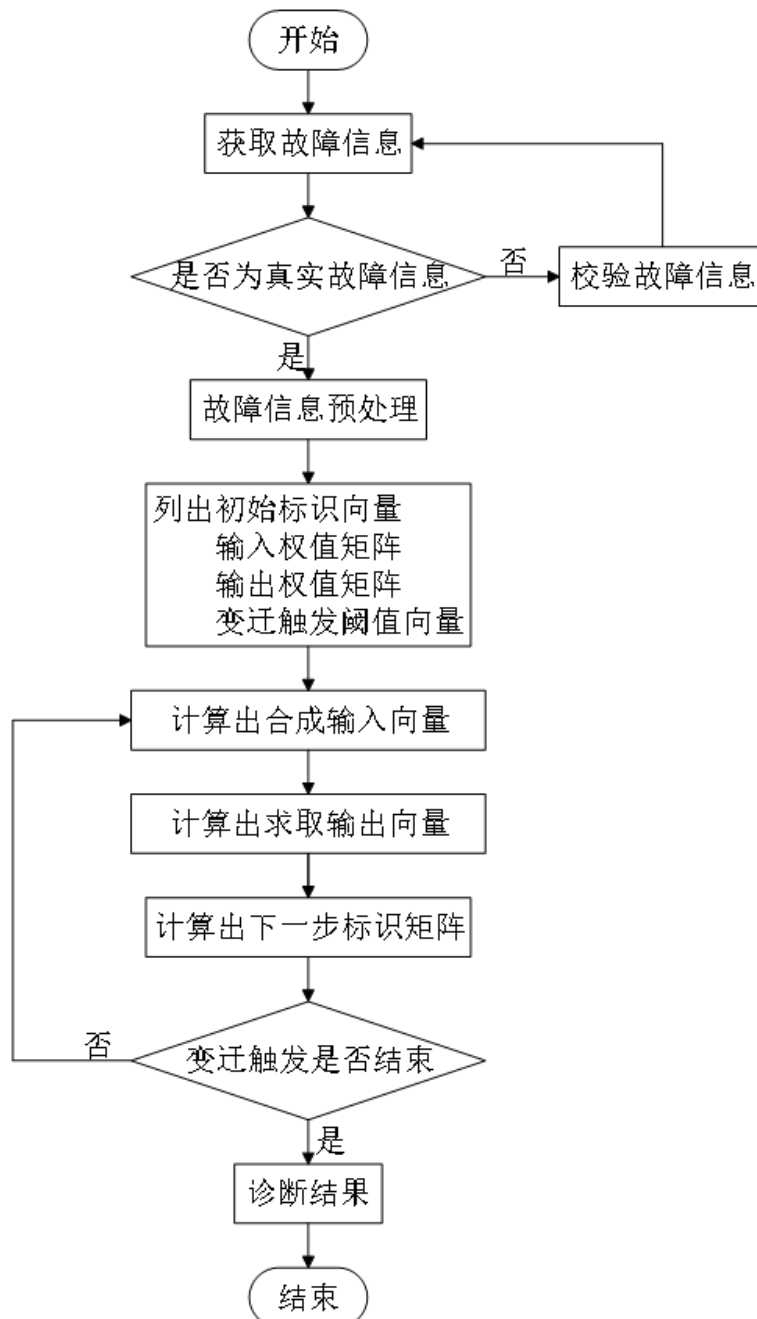 开始
获取故障信息
是否为真实故障信息
否
校验故障信息
是
故障信息预处理
列出初始标识向量
输入权值矩阵
输出权值矩阵
变迁触发阈值向量
计算出合成输入向量
计算出求取输出向量
计算出下一步标识矩阵
否
变迁触发是否结束
是
诊断结果
结束